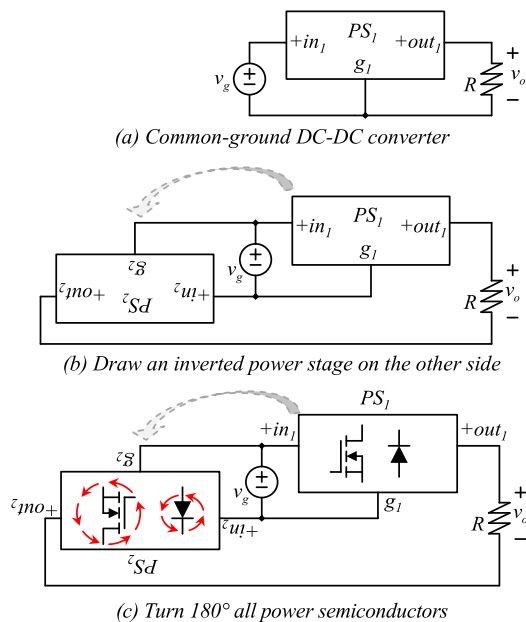 PS1
+in1 +out1
g1
vg
R
+
vo
−
(a) Common-ground DC-DC converter
PS1
+in1 +out1
g1
g2
+out2 +in2
PS2
vg
R
+
vo
−
(b) Draw an inverted power stage on the other side
PS1
+in1 +out1
g1
g2
+out2 +in2
PS2
vg
R
+
vo
−
(c) Turn 180° all power semiconductors